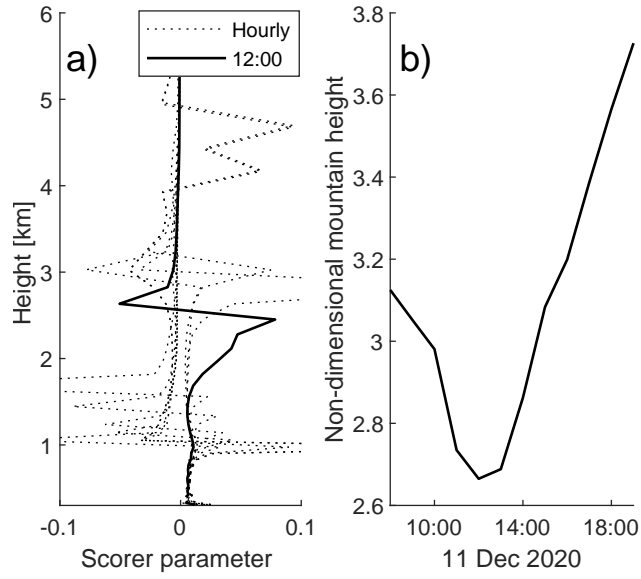 a)
Hourly
12:00
Height [km]
6
5
4
3
2
1
-0.1
0
0.1
Scorer parameter
b)
Non-dimensional mountain height
3.8
3.6
3.4
3.2
3
2.8
2.6
10:00
14:00
18:00
11 Dec 2020